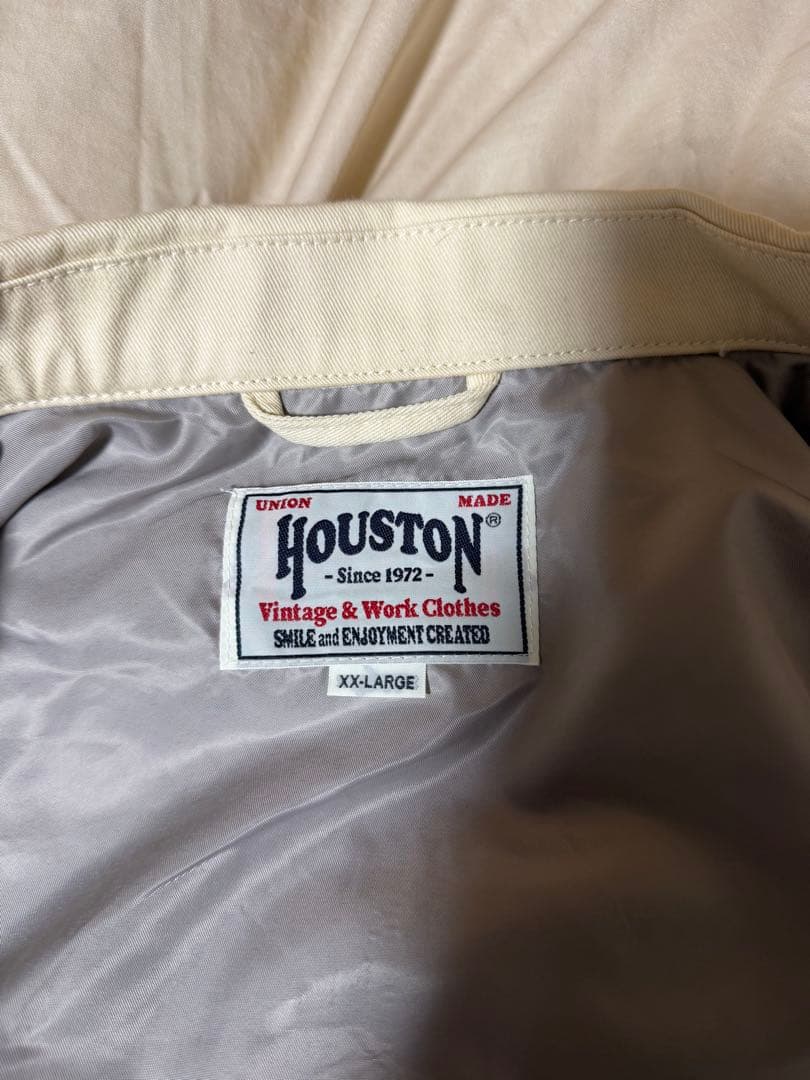 UNION MADE
HOUSTON®
- Since 1972 -
Vintage & Work Clothes
SMILE and ENJOYMENT CREATED
XX-LARGE